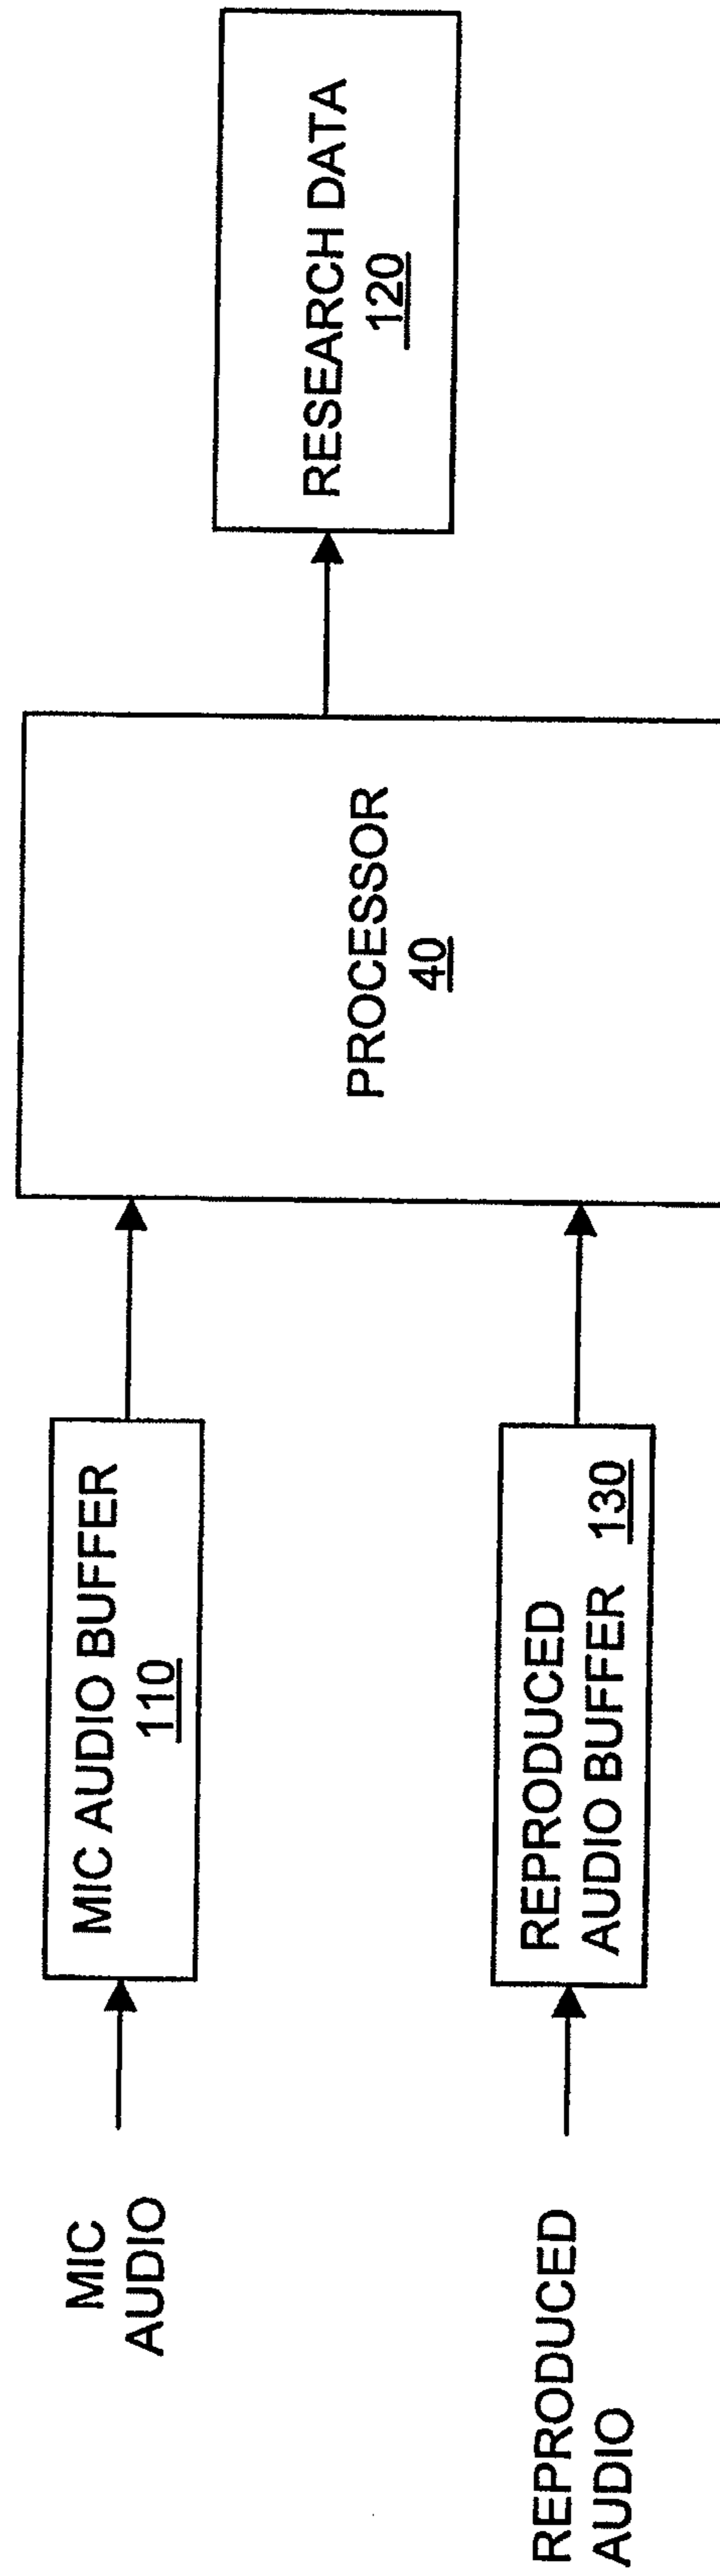 MIC
AUDIO
MIC AUDIO BUFFER
110
REPRODUCED
AUDIO
REPRODUCED
AUDIO BUFFER 130
PROCESSOR
40
RESEARCH DATA
120